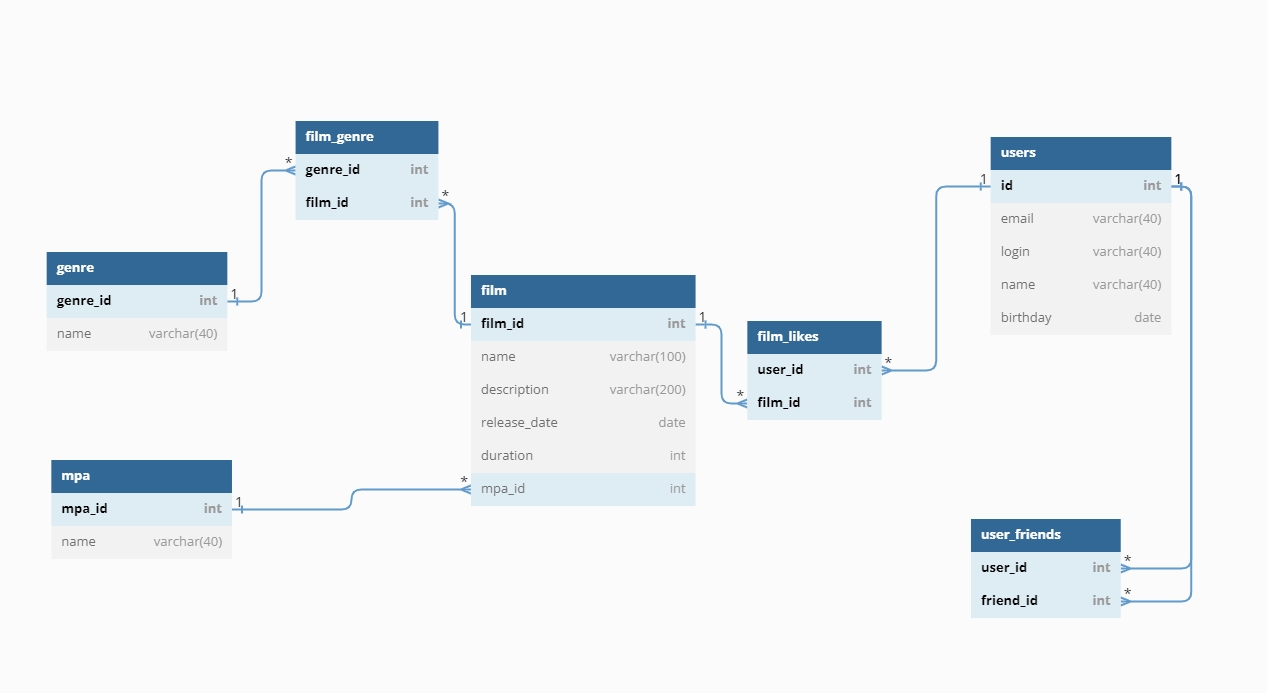 film_genre
* genre_id int
film_id int *
users
1 id int 1
email varchar(40)
login varchar(40)
name varchar(40)
birthday date
genre
genre_id int 1
name varchar(40)
film
1 film_id int 1
name varchar(100)
description varchar(200)
release_date date
duration int
* mpa_id int
film_likes
user_id int *
* film_id int
mpa
mpa_id int 1
name varchar(40)
user_friends
user_id int *
friend_id int *